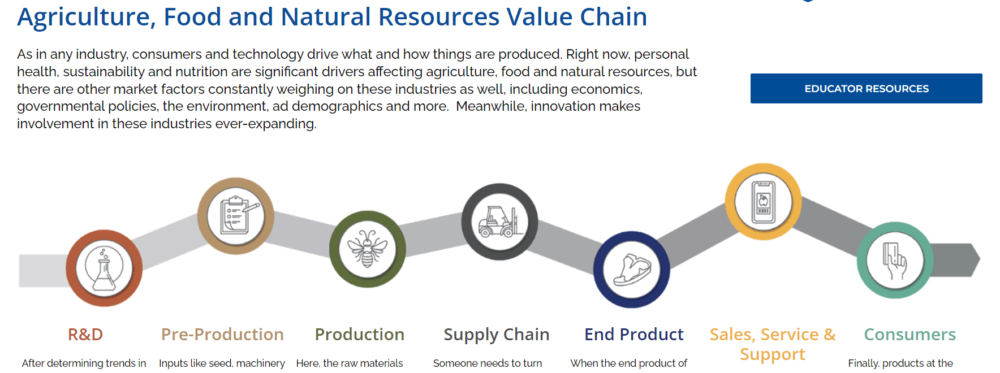 Agriculture, Food and Natural Resources Value Chain
As in any industry, consumers and technology drive what and how things are produced. Right now, personal
health, sustainability and nutrition are significant drivers affecting agriculture, food and natural resources, but
there are other market factors constantly weighing on these industries as well, including economics,
governmental policies, the environment, ad demographics and more.  Meanwhile, innovation makes
involvement in these industries ever-expanding.
EDUCATOR RESOURCES
R&D
After determining trends in
Pre-Production
Inputs like seed, machinery
Production
Here, the raw materials
Supply Chain
Someone needs to turn
End Product
When the end product of
Sales, Service &
Support
Consumers
Finally, products at the